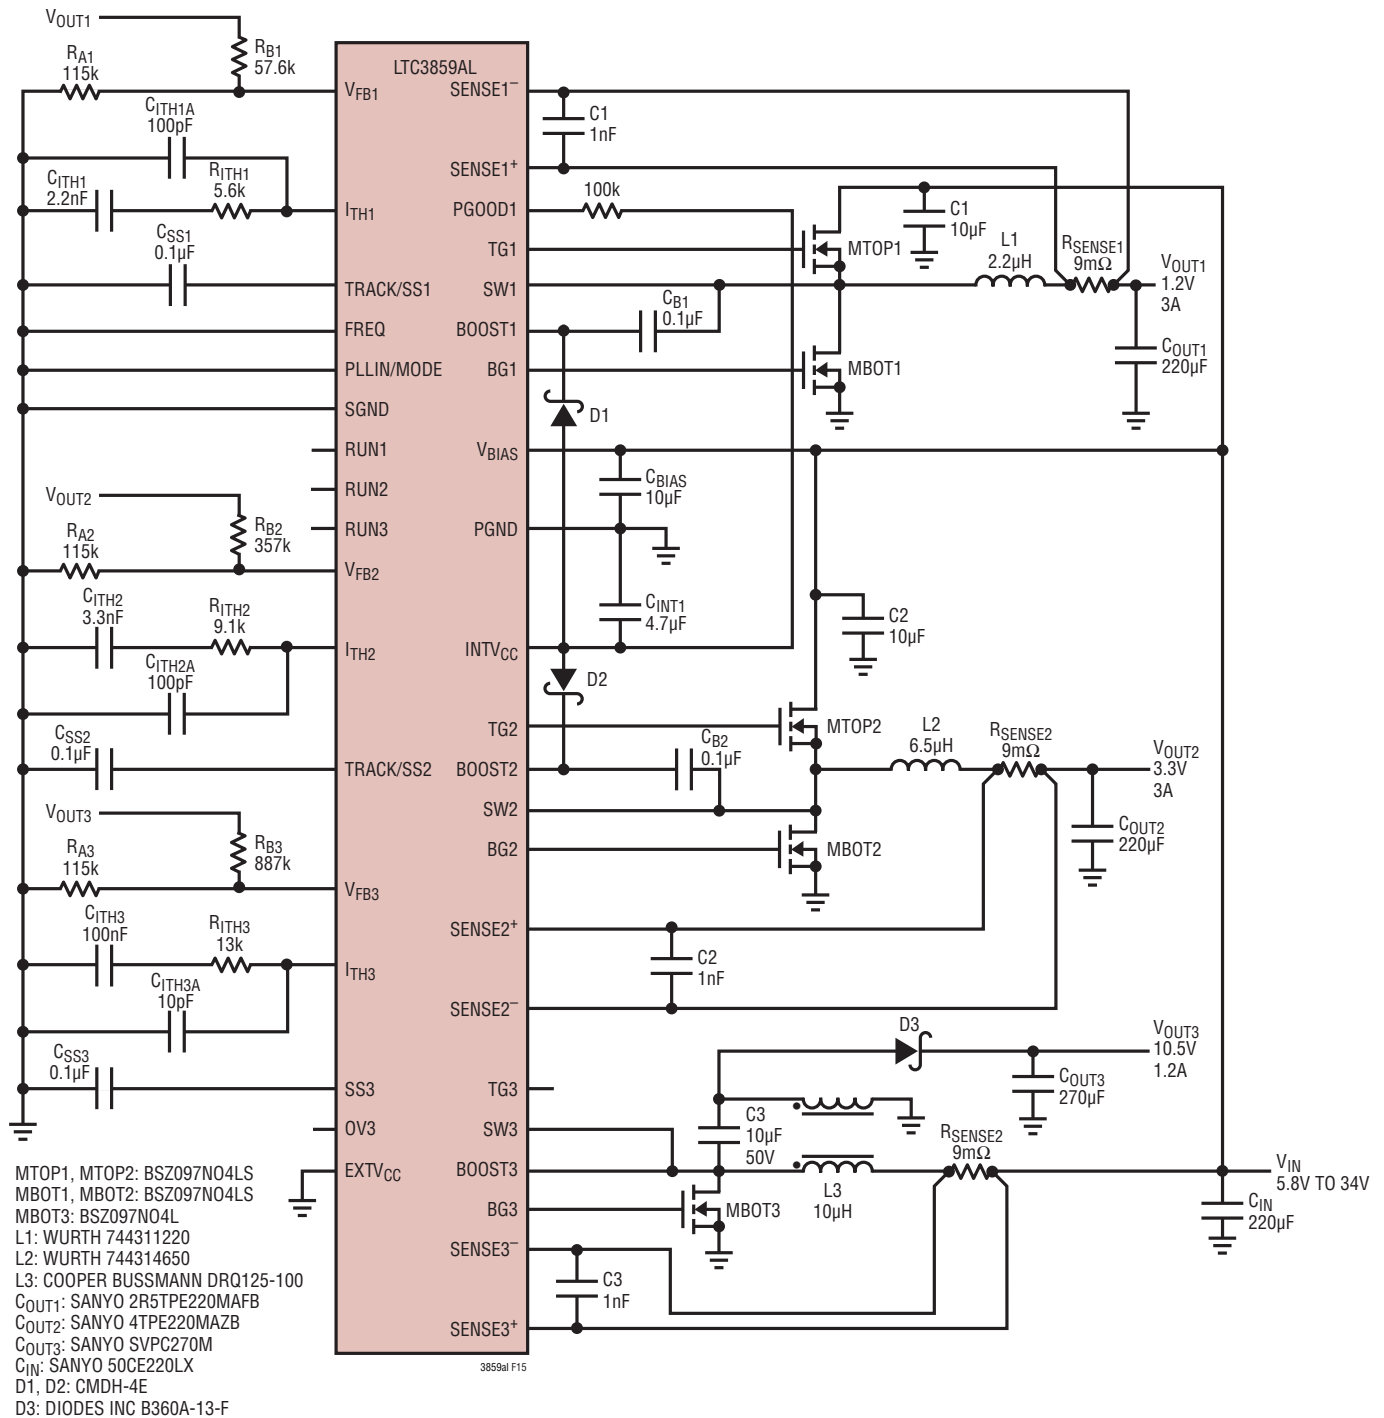 VOUT1
RA1
115k
RB1
57.6k
CITH1A
100pF
CITH1
2.2nF
RITH1
5.6k
CSS1
0.1µF
VOUT2
RA2
115k
RB2
357k
CITH2
3.3nF
RITH2
9.1k
CITH2A
100pF
CSS2
0.1µF
VOUT3
RA3
115k
RB3
887k
CITH3
100nF
RITH3
13k
CITH3A
10pF
CSS3
0.1µF
LTC3859AL
VFB1
ITH1
TRACK/SS1
FREQ
PLLIN/MODE
SGND
RUN1
RUN2
RUN3
VFB2
ITH2
TRACK/SS2
VFB3
ITH3
SS3
OV3
EXTVCC
SENSE1–
SENSE1+
PGOOD1
TG1
SW1
BOOST1
BG1
VBIAS
PGND
INTVCC
TG2
BOOST2
SW2
BG2
SENSE2+
SENSE2–
TG3
SW3
BOOST3
BG3
SENSE3–
SENSE3+
C1
1nF
100k
MTOP1
C1
10µF
L1
2.2µH
RSENSE1
9mΩ
VOUT1
1.2V
3A
CB1
0.1µF
MBOT1
COUT1
220µF
D1
CBIAS
10µF
CINT1
4.7µF
C2
10µF
D2
MTOP2
CB2
0.1µF
L2
6.5µH
RSENSE2
9mΩ
VOUT2
3.3V
3A
MBOT2
COUT2
220µF
C2
1nF
D3
VOUT3
10.5V
1.2A
COUT3
270µF
C3
10µF
50V
RSENSE2
9mΩ
L3
10µH
MBOT3
VIN
5.8V TO 34V
CIN
220µF
C3
1nF
MTOP1, MTOP2: BSZ097NO4LS
MBOT1, MBOT2: BSZ097NO4LS
MBOT3: BSZ097NO4L
L1: WURTH 744311220
L2: WURTH 744314650
L3: COOPER BUSSMANN DRQ125-100
COUT1: SANYO 2R5TPE220MAFB
COUT2: SANYO 4TPE220MAZB
COUT3: SANYO SVPC270M
CIN: SANYO 50CE220LX
D1, D2: CMDH-4E
D3: DIODES INC B360A-13-F
3859al F15